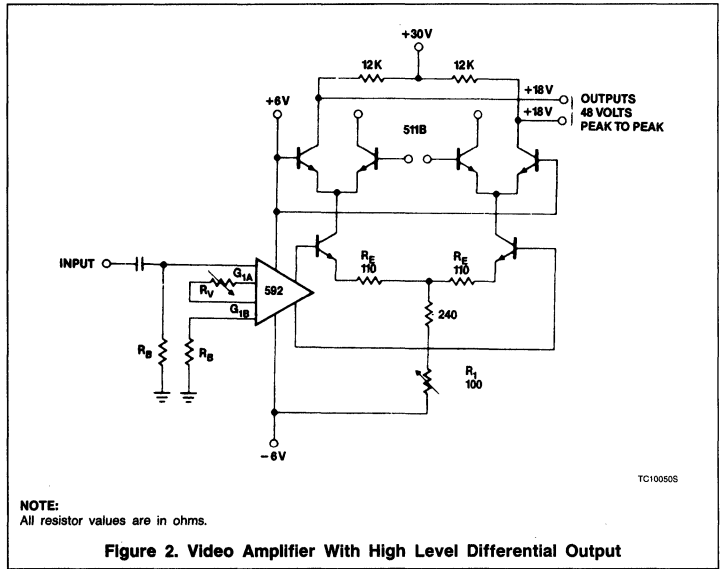 +30V
12K 12K
+6V
+18V
+18V
OUTPUTS
48 VOLTS
PEAK TO PEAK
511B
INPUT
G1A
RV
592
G1B
RE
110
RE
110
240
RB
RB
R1
100
−6V
TC10050S
NOTE:
All resistor values are in ohms.
Figure 2. Video Amplifier With High Level Differential Output